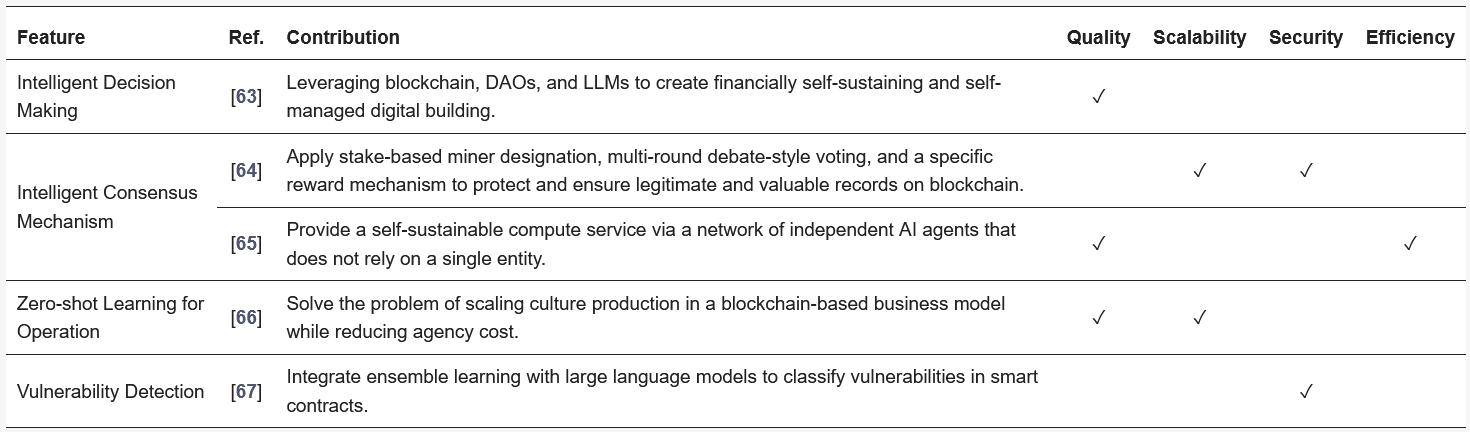 Feature Ref. Contribution Quality Scalability Security Efficiency
Intelligent Decision
Making
[63]
Leveraging blockchain, DAOs, and LLMs to create financially self-sustaining and self-
managed digital building.
✓
Intelligent Consensus
Mechanism
[64]
Apply stake-based miner designation, multi-round debate-style voting, and a specific
reward mechanism to protect and ensure legitimate and valuable records on blockchain.
✓ ✓
[65]
Provide a self-sustainable compute service via a network of independent AI agents that
does not rely on a single entity.
✓ ✓
Zero-shot Learning for
Operation
[66]
Solve the problem of scaling culture production in a blockchain-based business model
while reducing agency cost.
✓ ✓
Vulnerability Detection
[67]
Integrate ensemble learning with large language models to classify vulnerabilities in smart
contracts.
✓